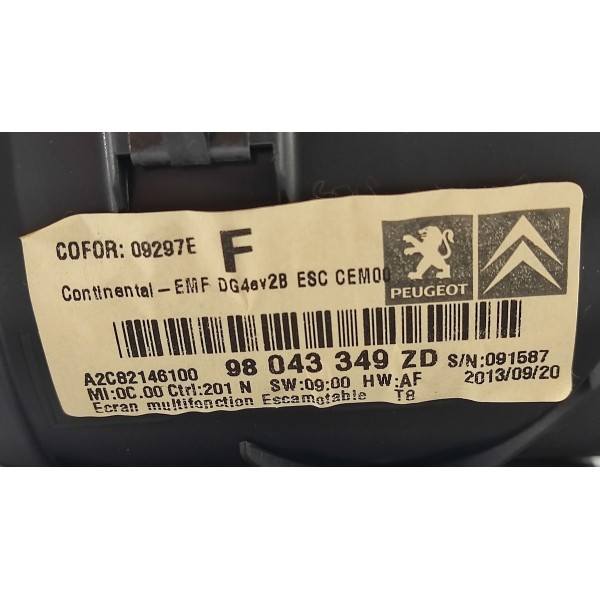 COFOR: 09297E F
Continental - EMF DG4ev2B ESC CEM00
PEUGEOT
A2C82146100 98 043 349 ZD S/N:091587
MI:0C.00 Ctrl:201 N SW:09:00 HW:AF 2013/09/20
Ecran multifonction Escamotable T8